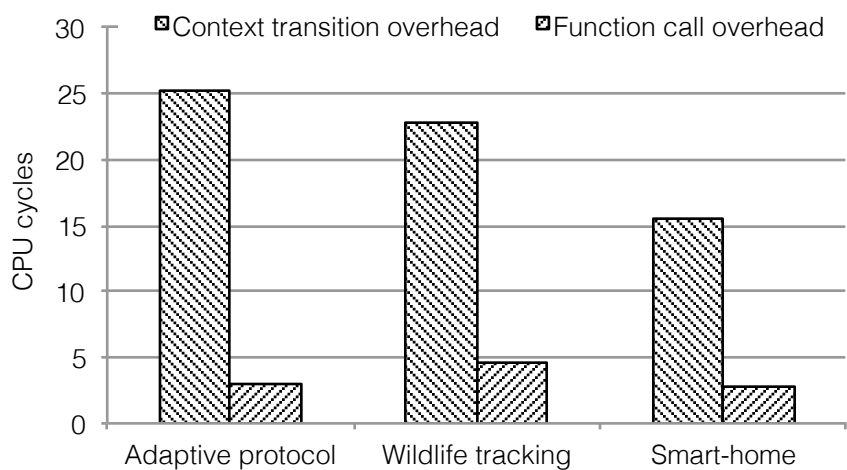 30
Context transition overhead
Function call overhead
25
20
15
10
5
0
CPU cycles
Adaptive protocol
Wildlife tracking
Smart-home